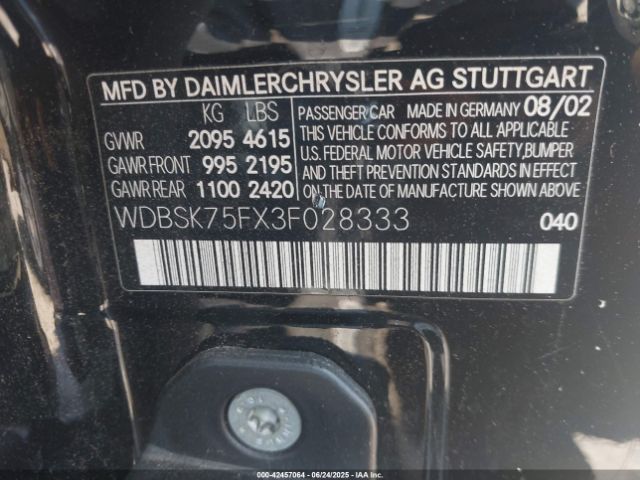 MFD BY DAIMLERCHRYSLER AG STUTTGART
KG LBS
GVWR 2095 4615
GAWR FRONT 995 2195
GAWR REAR 1100 2420
PASSENGER CAR MADE IN GERMANY 08/02
THIS VEHICLE CONFORMS TO ALL APPLICABLE
U.S. FEDERAL MOTOR VEHICLE SAFETY,BUMPER
AND THEFT PREVENTION STANDARDS IN EFFECT
ON THE DATE OF MANUFACTURE SHOWN ABOVE
WDBSK75FX3F028333 040
000-42457064 - 06/24/2025 - IAAI.COM